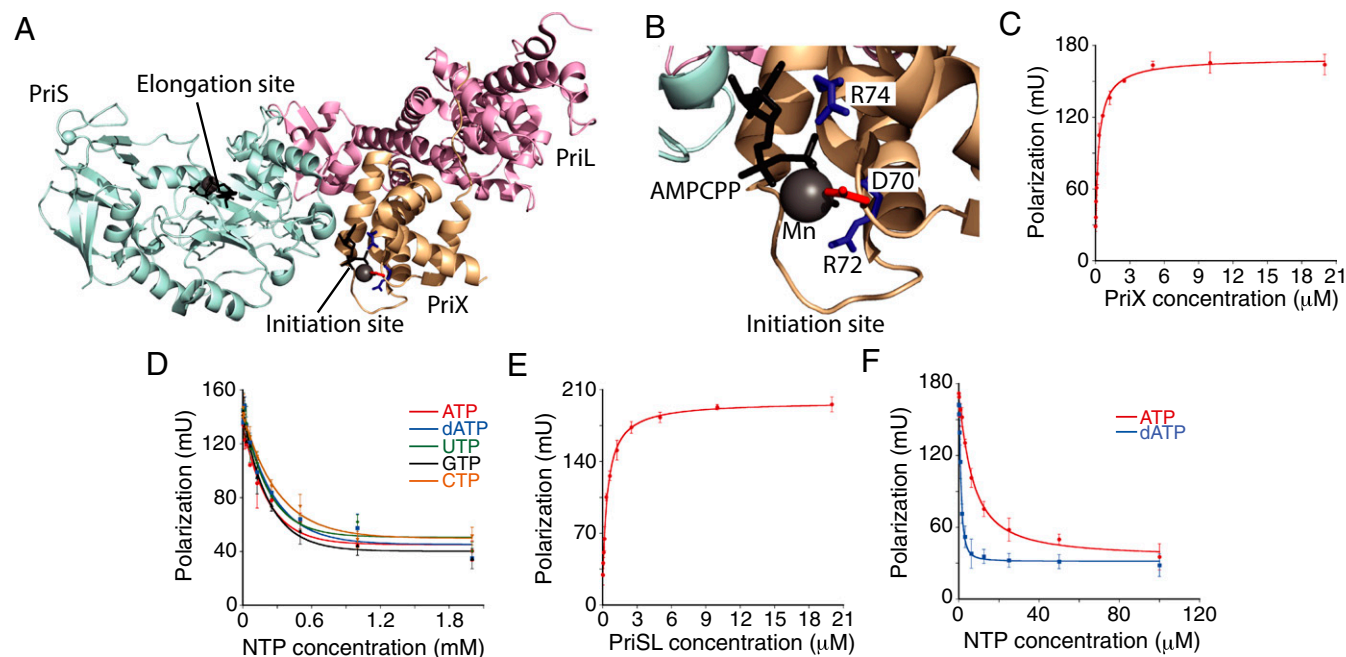 A
PriS
Elongation site
PriL
Initiation site
PriX
B
R74
AMPCPP
D70
Mn
R72
Initiation site
C
Polarization (mU)
180
120
60
0
0 3 6 9 12 15 18 21
PriX concentration (μM)
D
Polarization (mU)
160
120
80
40
0
0 0.6 1.2 1.8
NTP concentration (mM)
ATP
dATP
UTP
GTP
CTP
E
Polarization (mU)
210
140
70
0
0 3 6 9 12 15 18 21
PriSL concentration (μM)
F
Polarization (mU)
180
120
60
0
0 40 80 120
NTP concentration (μM)
ATP
dATP